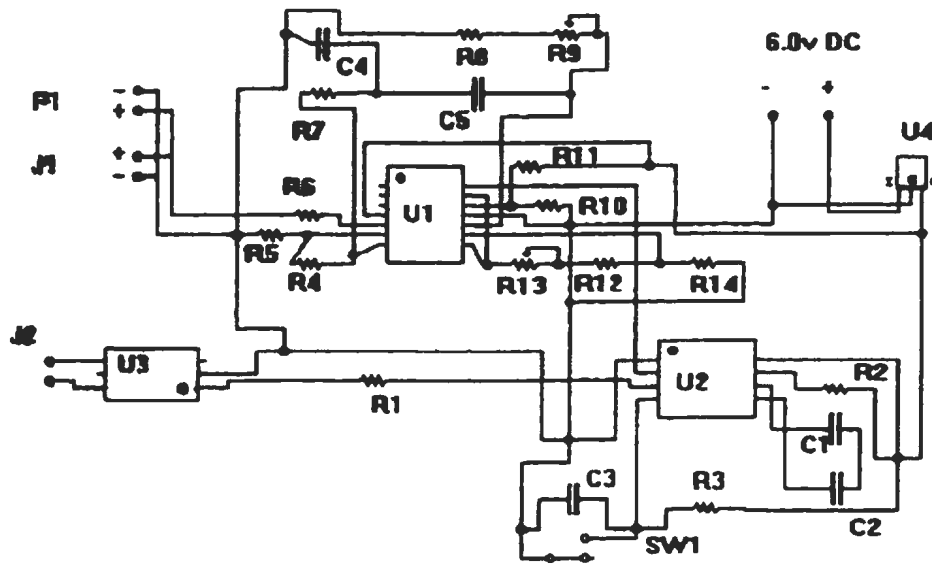 R8
R9
6.0v DC
- +
C4
P1
-
+
C5
R7
U4
J1
+
-
R11
R6
U1
R10
R5
R4
R13
R12
R14
J2
U3
U2
R2
R1
C1
C3
R3
SW1
C2